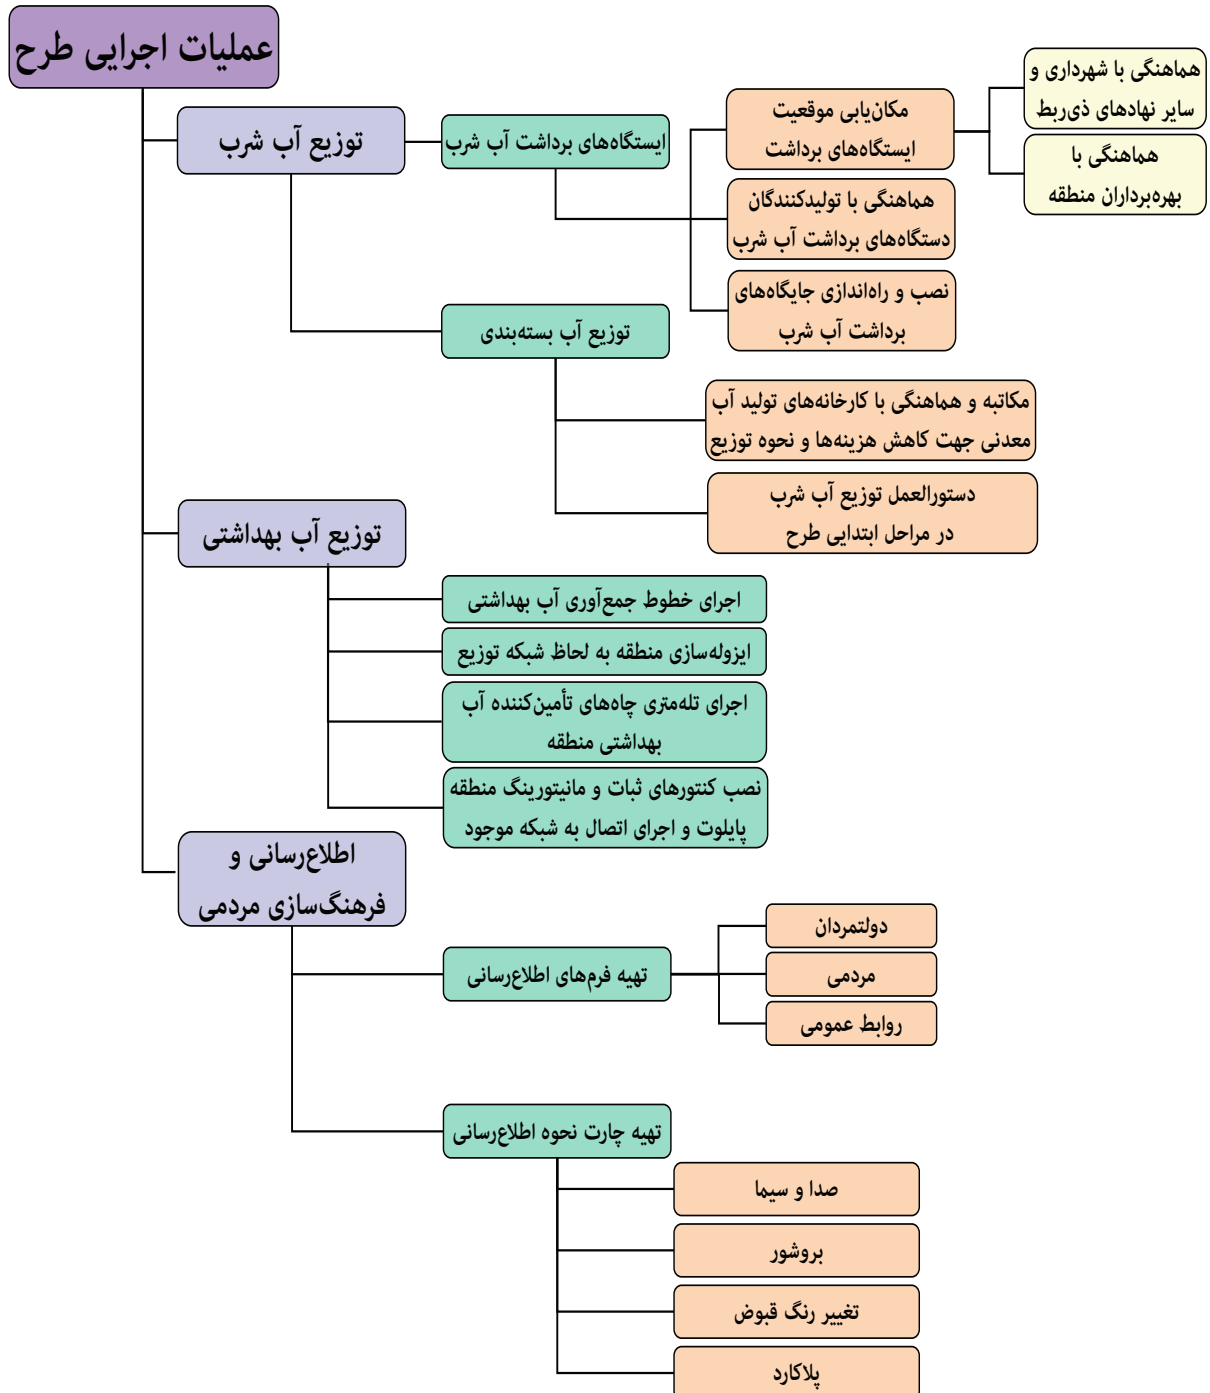 عملیات اجرایی طرح
توزیع آب شرب
ایستگاه‌های برداشت آب شرب
مکان‌یابی موقعیت
ایستگاه‌های برداشت
هماهنگی با شهرداری و
سایر نهادهای ذی‌ربط
هماهنگی با
بهره‌برداران منطقه
هماهنگی با تولیدکنندگان
دستگاه‌های برداشت آب شرب
نصب و راه‌اندازی جایگاه‌های
برداشت آب شرب
توزیع آب بسته‌بندی
مکاتبه و هماهنگی با کارخانه‌های تولید آب
معدنی جهت کاهش هزینه‌ها و نحوه توزیع
دستورالعمل توزیع آب شرب
در مراحل ابتدایی طرح
توزیع آب بهداشتی
اجرای خطوط جمع‌آوری آب بهداشتی
ایزوله‌سازی منطقه به لحاظ شبکه توزیع
اجرای تله‌متری چاه‌های تأمین‌کننده آب
بهداشتی منطقه
نصب کنتورهای ثبات و مانیتورینگ منطقه
پایلوت و اجرای اتصال به شبکه موجود
اطلاع‌رسانی و
فرهنگ‌سازی مردمی
تهیه فرم‌های اطلاع‌رسانی
دولتمردان
مردمی
روابط عمومی
تهیه چارت نحوه اطلاع‌رسانی
صدا و سیما
بروشور
تغییر رنگ قبوض
پلاکارد